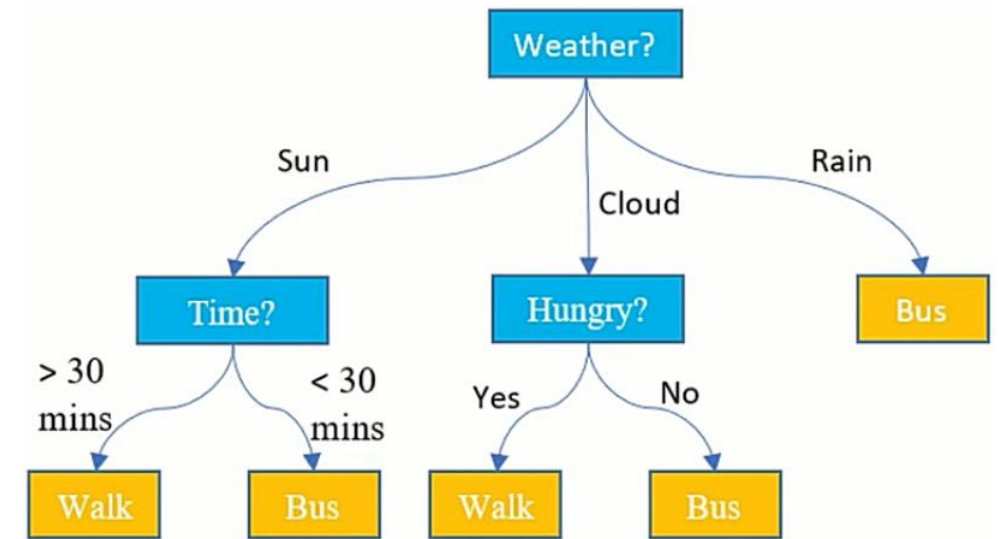 Weather?
Sun
Cloud
Rain
Time?
Hungry?
Bus
> 30
mins
< 30
mins
Yes
No
Walk
Bus
Walk
Bus